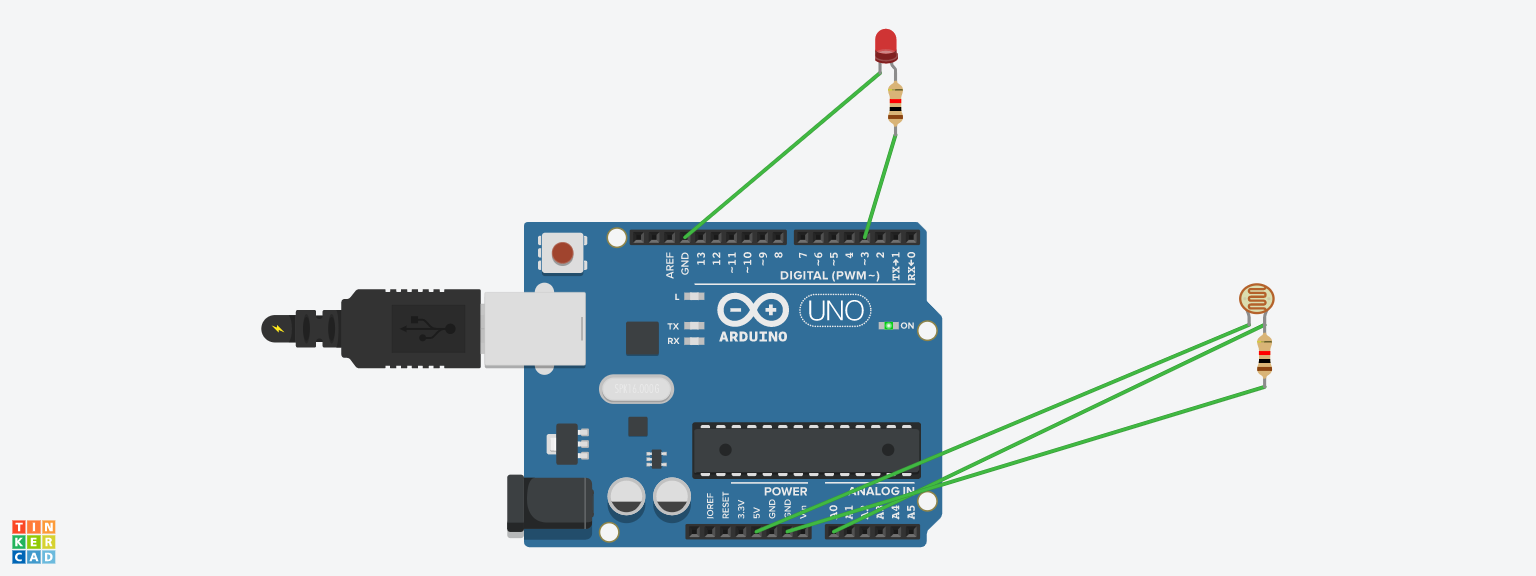 AREF
GND
13
12
~11
~10
~9
8
7
~6
~5
4
~3
2
TX→1
RX←0
DIGITAL (PWM~)
L
TX
RX
UNO
ARDUINO
ON
POWER
ANALOG IN
IOREF
RESET
3.3V
5V
GND
GND
Vin
A0
A1
A2
A3
A4
A5
TIN
KER
CAD